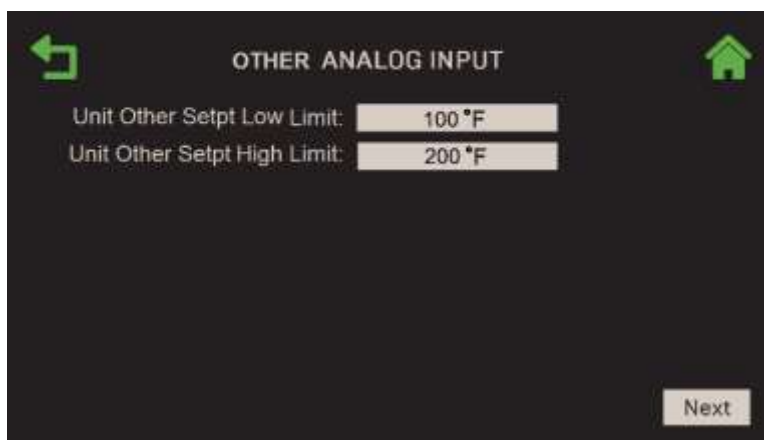 OTHER ANALOG INPUT
Unit Other Setpt Low Limit: 100 °F
Unit Other Setpt High Limit: 200 °F
Next